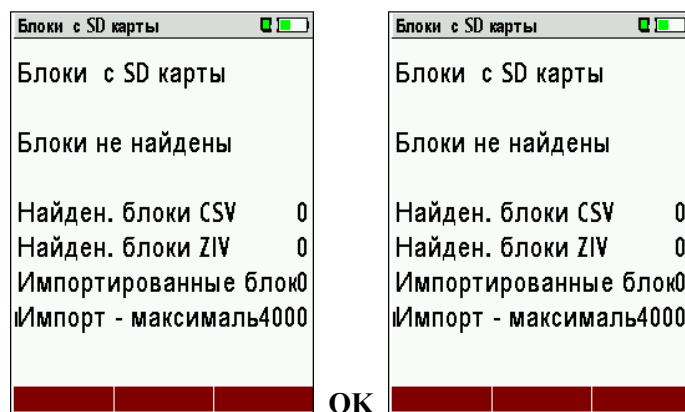 Блоки с SD карты
Блоки с SD карты
Блоки не найдены
Найден. блоки CSV 0
Найден. блоки ZIV 0
Импортированные блок0
Импорт - максималь4000
OK
Блоки с SD карты
Блоки с SD карты
Блоки не найдены
Найден. блоки CSV 0
Найден. блоки ZIV 0
Импортированные блок0
Импорт - максималь4000